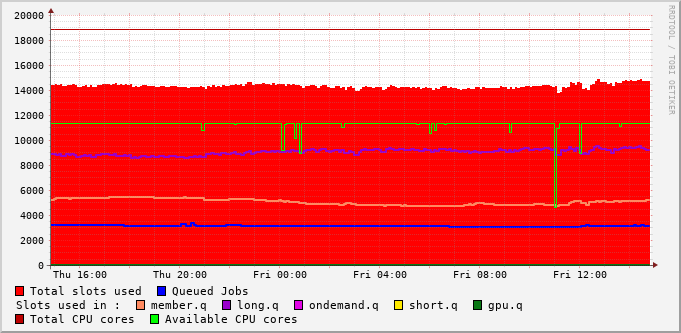 20000
18000
16000
14000
12000
10000
8000
6000
4000
2000
0
Thu 16:00 Thu 20:00 Fri 00:00 Fri 04:00 Fri 08:00 Fri 12:00
Total slots used Queued Jobs
Slots used in : member.q long.q ondemand.q short.q gpu.q
Total CPU cores Available CPU cores
RRDTOOL / TOBI OETIKER